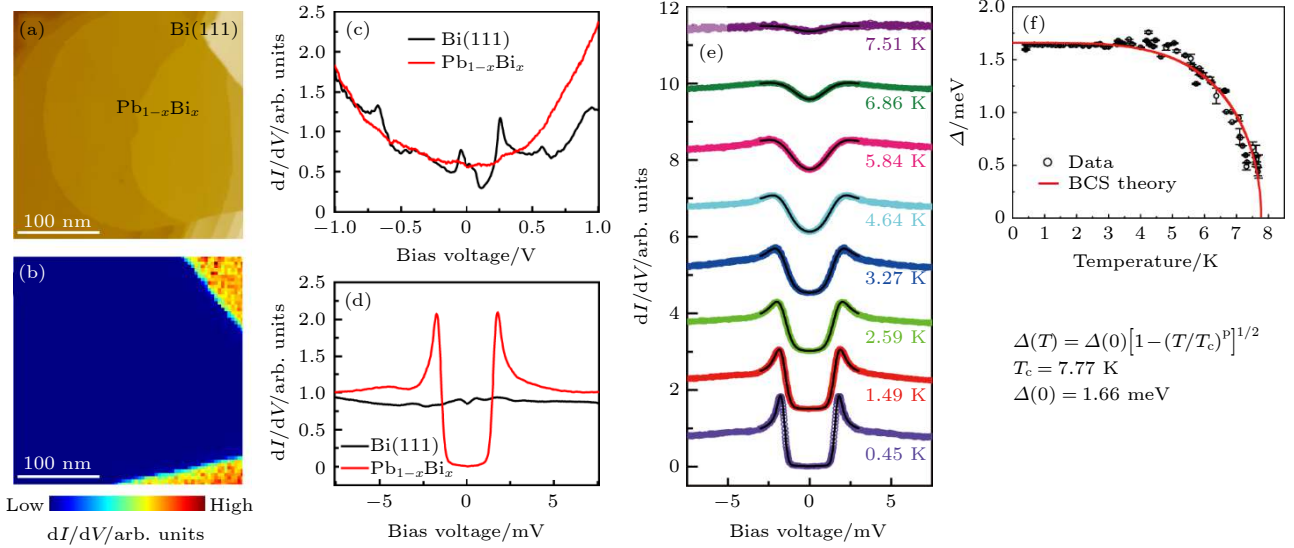 (a)
Bi(111)
Pb1−xBix
100 nm
(b)
100 nm
Low
High
dI/dV/arb. units
(c)
Bi(111)
Pb1−xBix
2.5
2.0
1.5
1.0
0.5
0
dI/dV/arb. units
−1.0
−0.5
0
0.5
1.0
Bias voltage/V
(d)
2.5
2.0
1.5
1.0
0.5
0
dI/dV/arb. units
Bi(111)
Pb1−xBix
−5
0
5
Bias voltage/mV
(e)
12
10
8
6
4
2
0
dI/dV/arb. units
7.51 K
6.86 K
5.84 K
4.64 K
3.27 K
2.59 K
1.49 K
0.45 K
−5
0
5
Bias voltage/mV
(f)
2.0
1.5
1.0
0.5
0
Δ/meV
Data
BCS theory
0 1 2 3 4 5 6 7 8
Temperature/K
Δ(T) = Δ(0)[1−(T/Tc)^p]^1/2
Tc = 7.77 K
Δ(0) = 1.66 meV